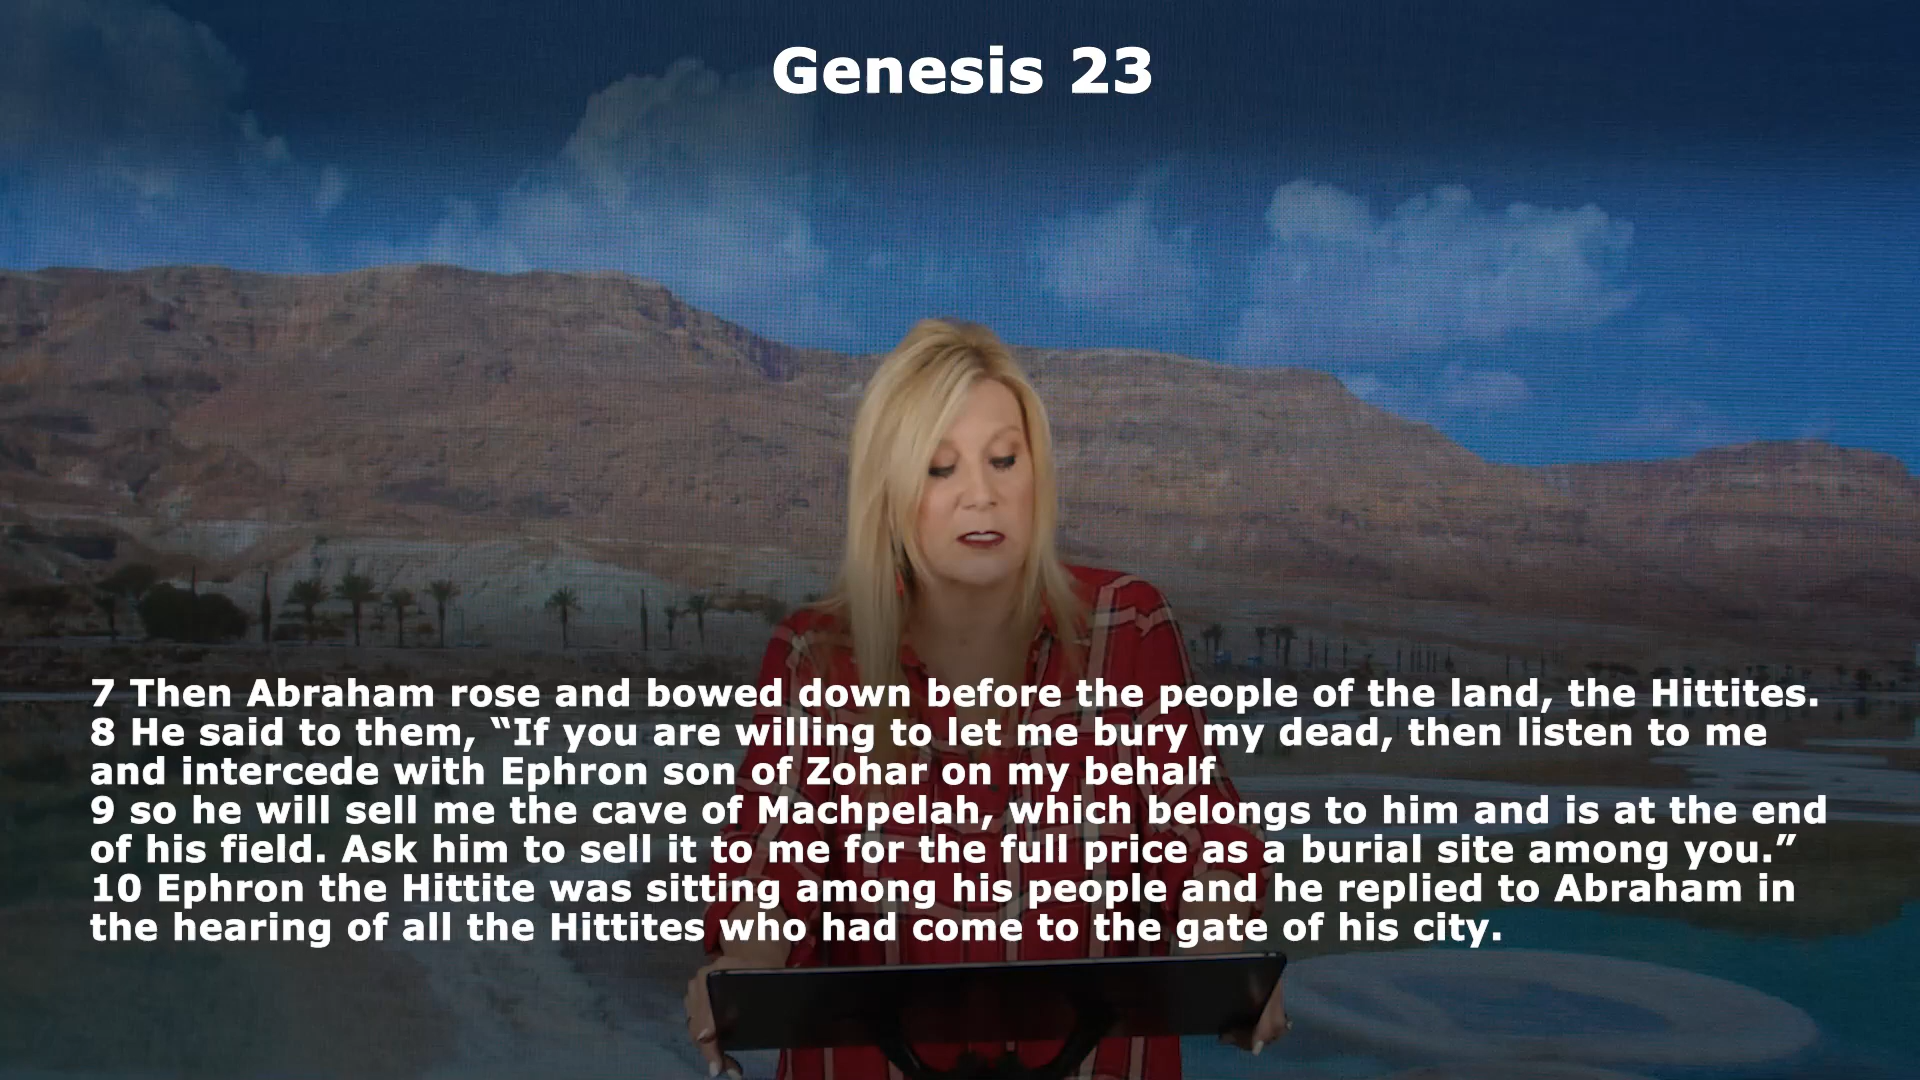 Genesis 23
7 Then Abraham rose and bowed down before the people of the land, the Hittites.
8 He said to them, “If you are willing to let me bury my dead, then listen to me
and intercede with Ephron son of Zohar on my behalf
9 so he will sell me the cave of Machpelah, which belongs to him and is at the end
of his field. Ask him to sell it to me for the full price as a burial site among you.”
10 Ephron the Hittite was sitting among his people and he replied to Abraham in
the hearing of all the Hittites who had come to the gate of his city.